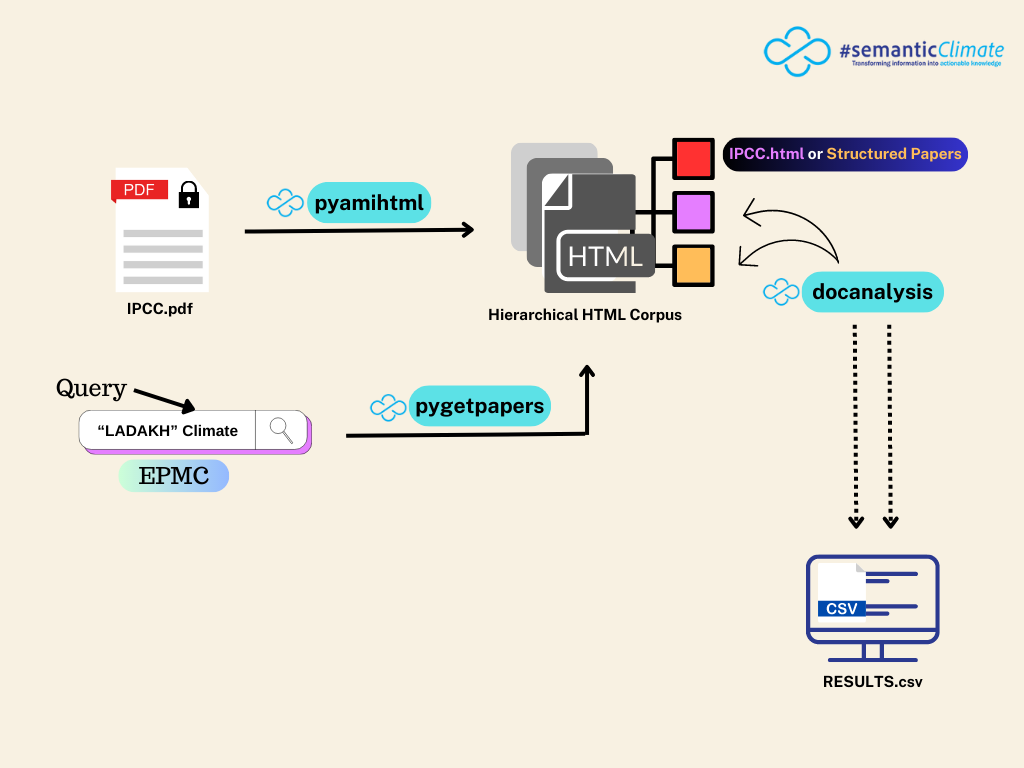 #semanticClimate
Transforming information into actionable knowledge
IPCC.html or Structured Papers
PDF
pyamihtml
HTML
IPCC.pdf
Hierarchical HTML Corpus
docanalysis
Query
"LADAKH" Climate
pygetpapers
EPMC
CSV
RESULTS.csv